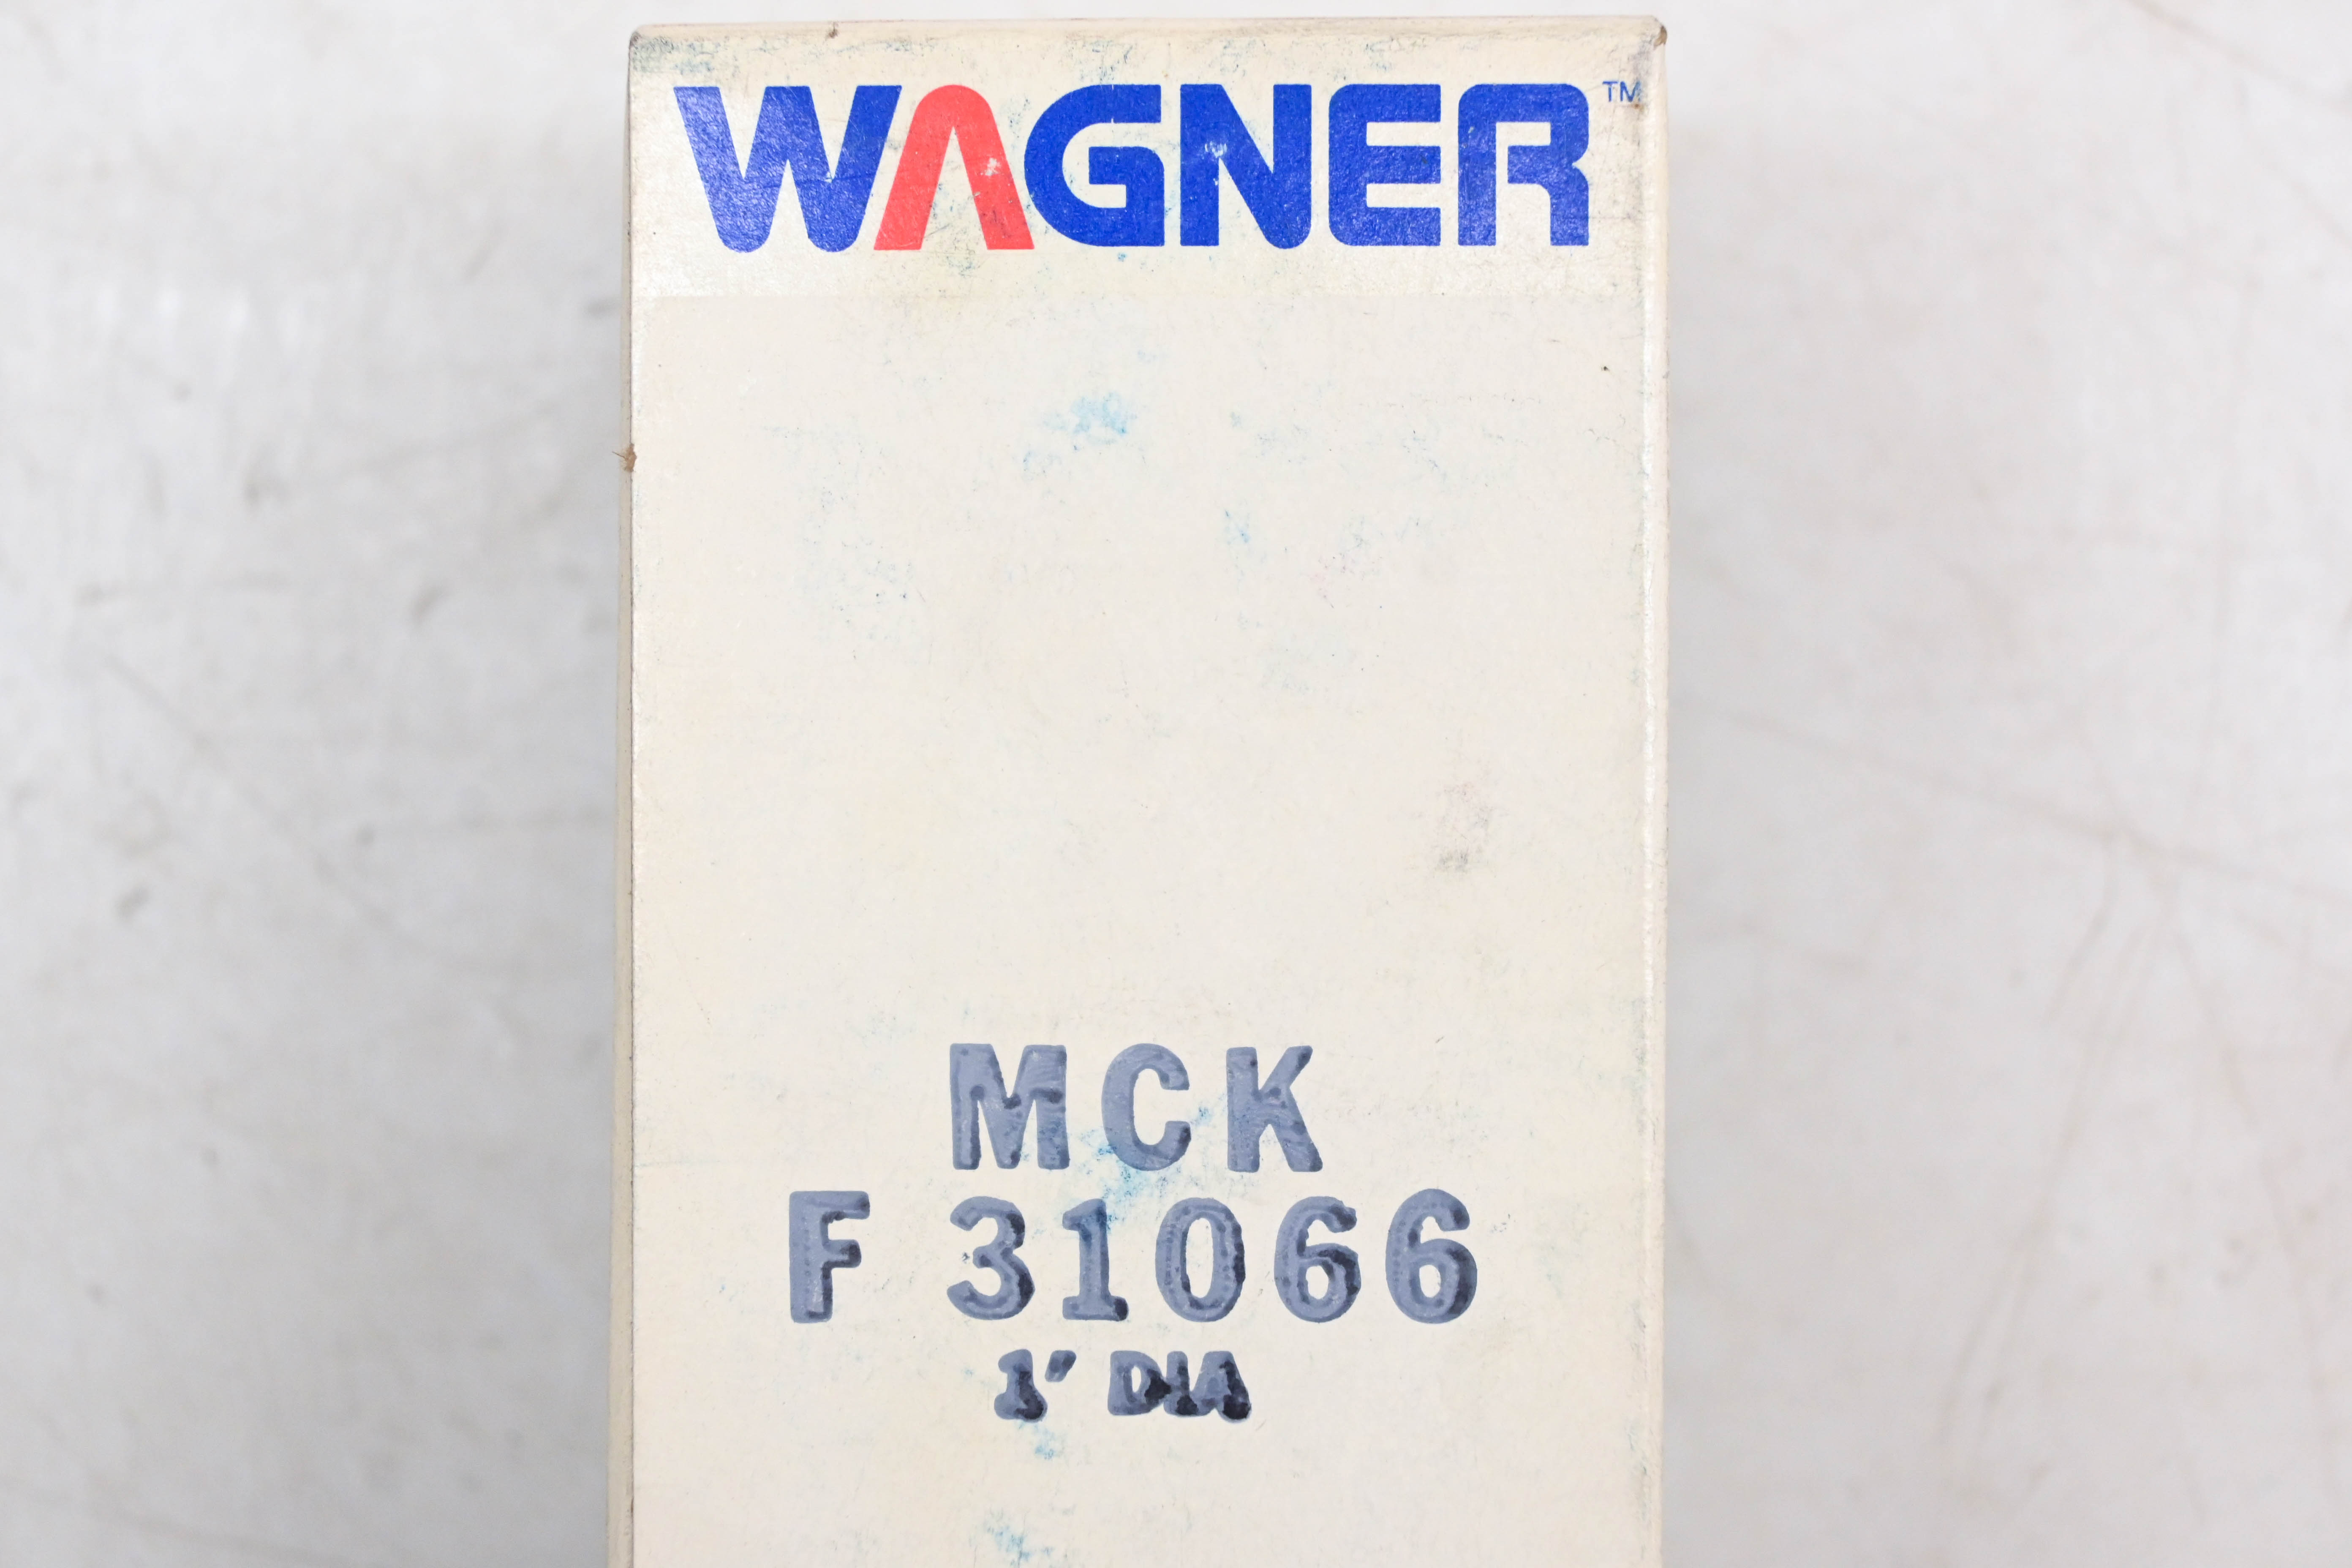 WAGNER™
MCK
F 31066
1" DIA